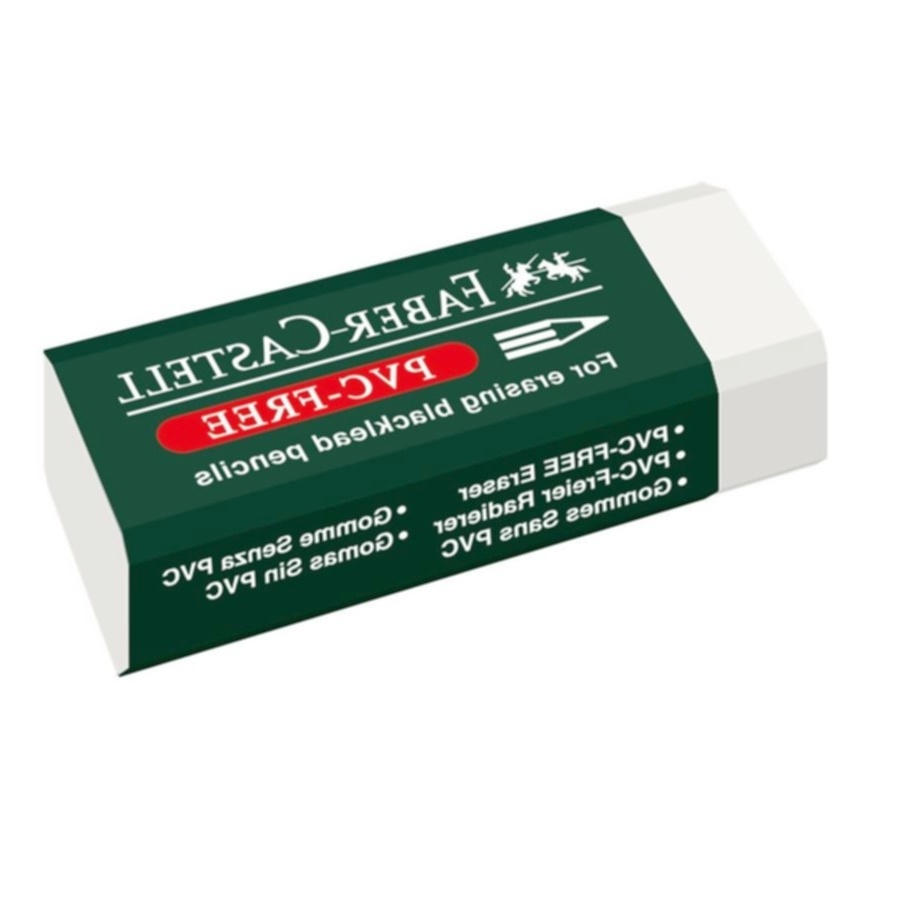 FABER-CASTELL
PVC-FREE
For erasing blacklead pencils
• PVC-FREE Eraser
• PVC-Freier Radierer
• Gommes Sans PVC
• Gomme Senza PVC
• Gomas Sin PVC